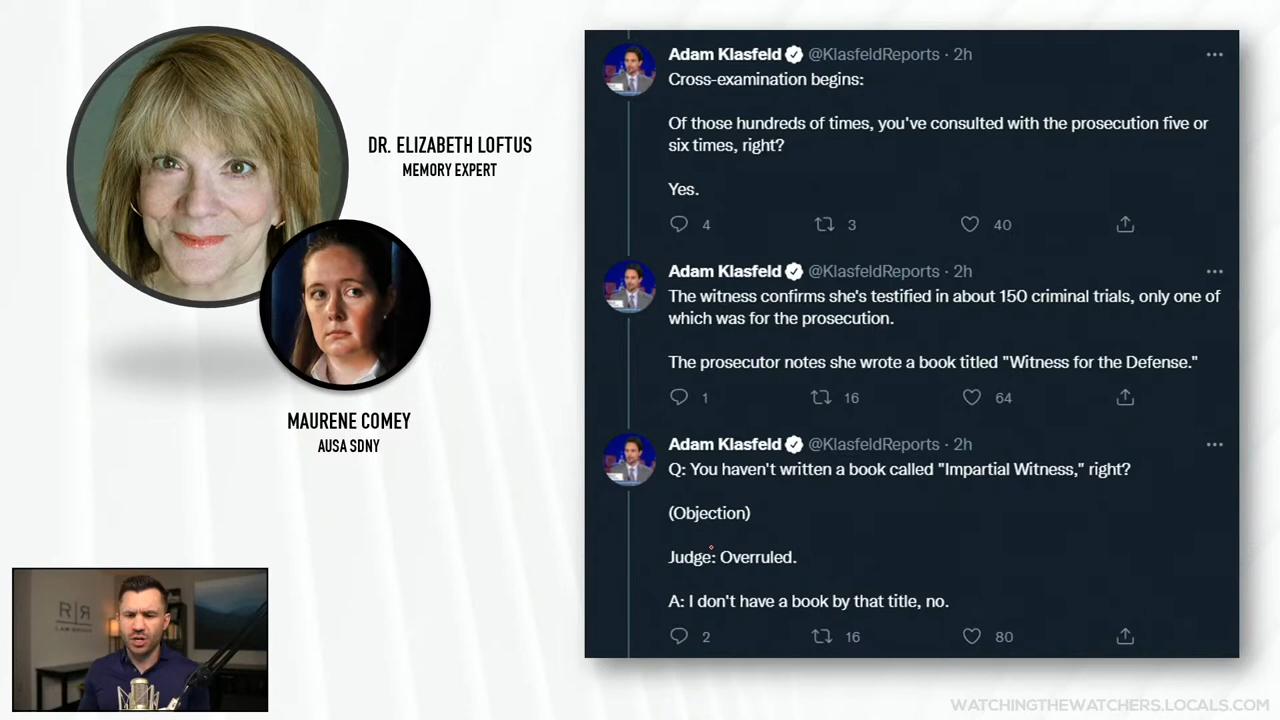 DR. ELIZABETH LOFTUS
MEMORY EXPERT
MAURENE COMEY
AUSA SDNY
R|R
LAW GROUP
Adam Klasfeld @KlasfeldReports · 2h
Cross-examination begins:
Of those hundreds of times, you've consulted with the prosecution five or
six times, right?
Yes.
4 3 40
Adam Klasfeld @KlasfeldReports · 2h
The witness confirms she's testified in about 150 criminal trials, only one of
which was for the prosecution.
The prosecutor notes she wrote a book titled "Witness for the Defense."
1 16 64
Adam Klasfeld @KlasfeldReports · 2h
Q: You haven't written a book called "Impartial Witness," right?
(Objection)
Judge: Overruled.
A: I don't have a book by that title, no.
2 16 80
WATCHINGTHEWATCHERS.LOCALS.COM